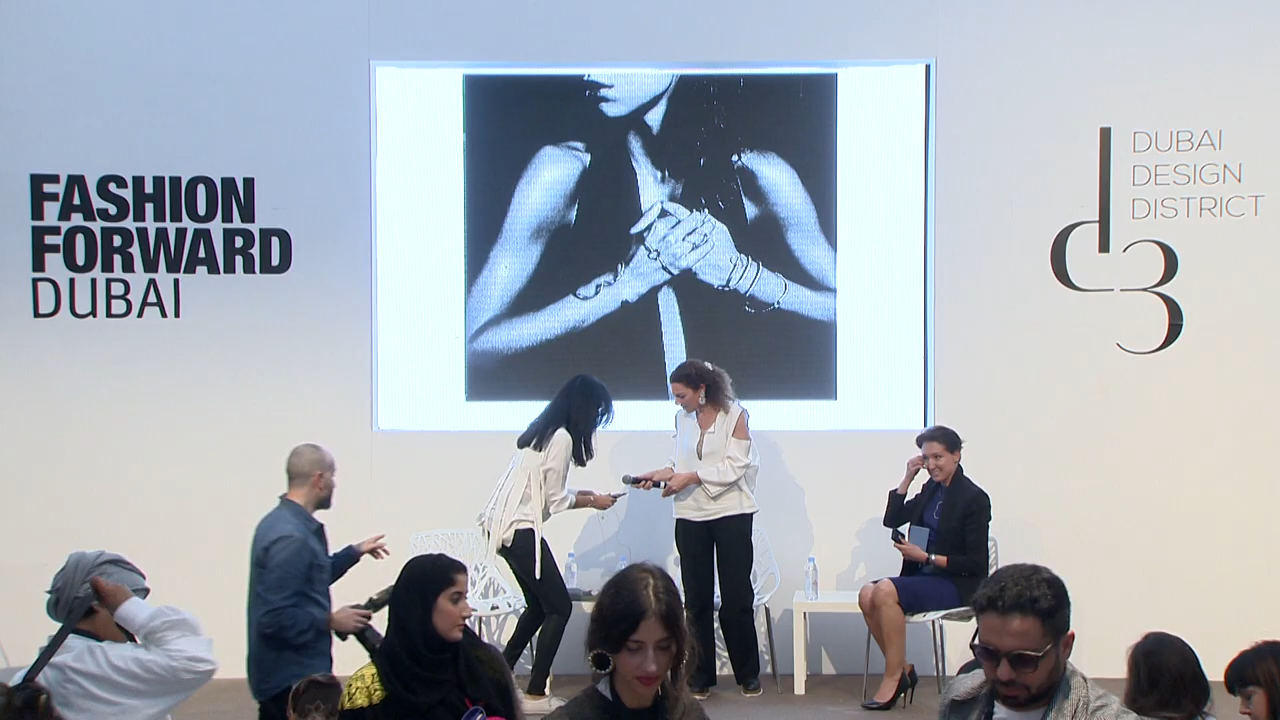 FASHION
FORWARD
DUBAI
DUBAI
DESIGN
DISTRICT
d3